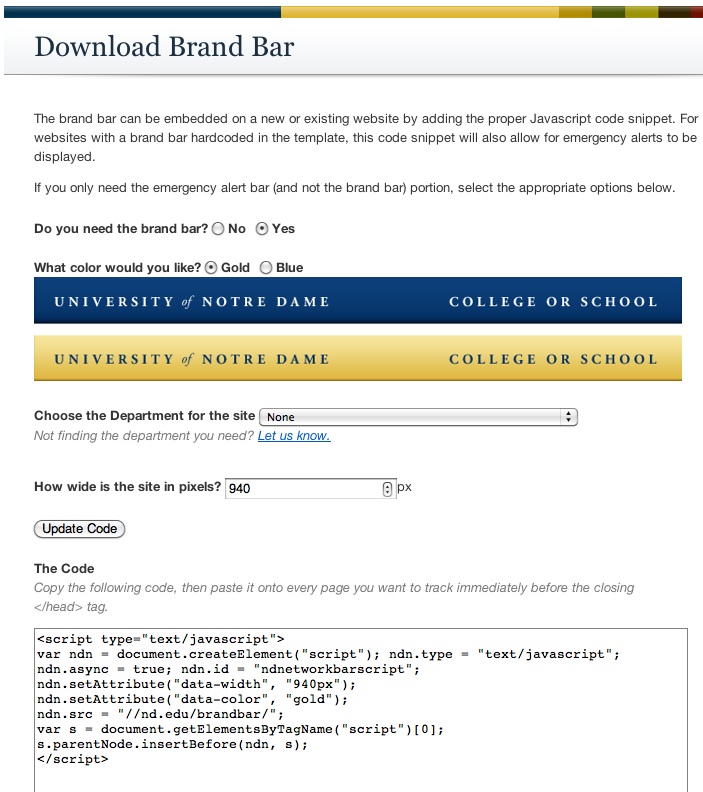 Download Brand Bar
The brand bar can be embedded on a new or existing website by adding the proper Javascript code snippet. For
websites with a brand bar hardcoded in the template, this code snippet will also allow for emergency alerts to be
displayed.
If you only need the emergency alert bar (and not the brand bar) portion, select the appropriate options below.
Do you need the brand bar? No Yes
What color would you like? Gold Blue
UNIVERSITY of NOTRE DAME COLLEGE OR SCHOOL
UNIVERSITY of NOTRE DAME COLLEGE OR SCHOOL
Choose the Department for the site None
Not finding the department you need? Let us know.
How wide is the site in pixels? 940 px
Update Code
The Code
Copy the following code, then paste it onto every page you want to track immediately before the closing
</head> tag.
<script type="text/javascript">
var ndn = document.createElement("script"); ndn.type = "text/javascript";
ndn.async = true; ndn.id = "ndnetworkbarscript";
ndn.setAttribute("data-width", "940px");
ndn.setAttribute("data-color", "gold");
ndn.src = "//nd.edu/brandbar/";
var s = document.getElementsByTagName("script")[0];
s.parentNode.insertBefore(ndn, s);
</script>